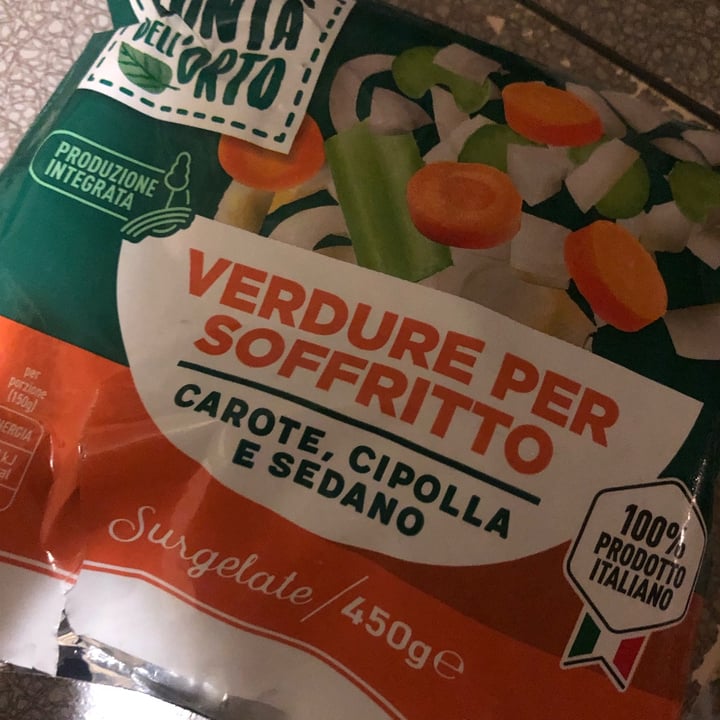 DELL'ORTO
PRODUZIONE
INTEGRATA
VERDURE PER
SOFFRITTO
CAROTE, CIPOLLA
E SEDANO
Surgelate / 450g e
per
porzione
(150g)
100%
PRODOTTO
ITALIANO